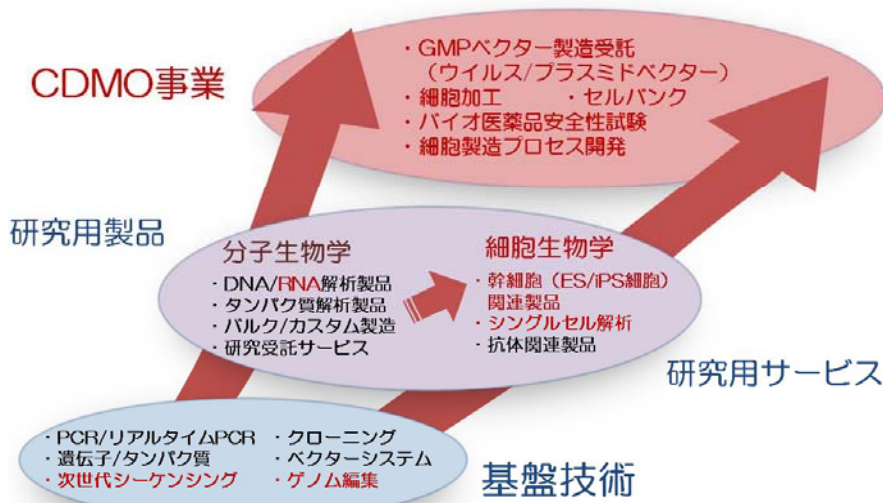 CDMO事業
・GMPベクター製造受託
（ウイルス/プラスミドベクター）
・細胞加工 ・セルバンク
・バイオ医薬品安全性試験
・細胞製造プロセス開発
研究用製品
分子生物学
・DNA/RNA解析製品
・タンパク質解析製品
・バルク/カスタム製造
・研究受託サービス
細胞生物学
・幹細胞（ES/iPS細胞）
関連製品
・シングルセル解析
・抗体関連製品
研究用サービス
・PCR/リアルタイムPCR ・クローニング
・遺伝子/タンパク質 ・ベクターシステム
・次世代シーケンシング ・ゲノム編集
基盤技術